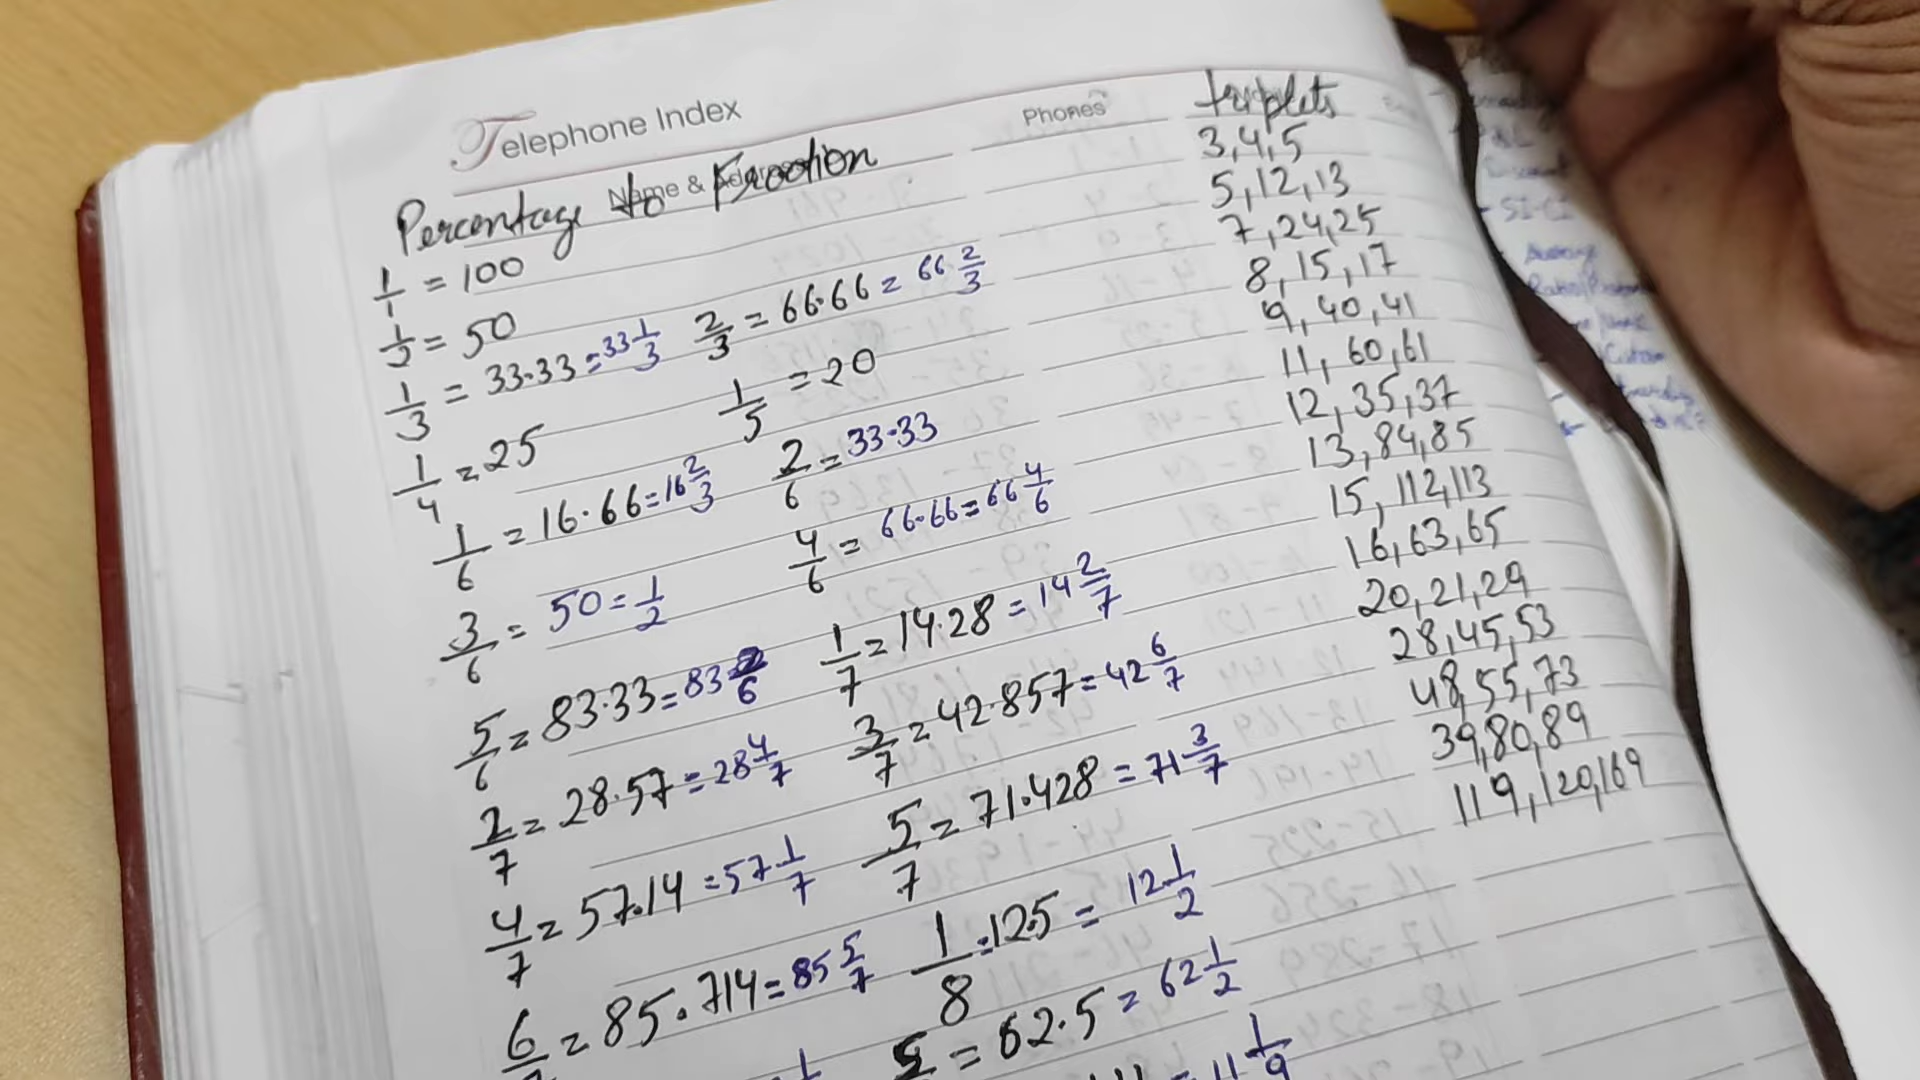 Telephone Index
Name & Address
Phones
Percentage to Fraction
1/1 = 100
1/2 = 50
1/3 = 33.33 = 33 1/3
2/3 = 66.66 = 66 2/3
1/4 = 25
1/5 = 20
1/6 = 16.66 = 16 2/3
2/6 = 33.33
3/6 = 50 = 1/2
4/6 = 66.66 = 66 4/6
5/6 = 83.33 = 83 2/6
1/7 = 14.28 = 14 2/7
2/7 = 28.57 = 28 4/7
3/7 = 42.857 = 42 6/7
4/7 = 57.14 = 57 1/7
5/7 = 71.428 = 71 3/7
6/7 = 85.714 = 85 5/7
1/8 = 12.5 = 12 1/2
= 62.5 = 62 1/2
11 1/9
triplets
3,4,5
5,12,13
7,24,25
8,15,17
9,40,41
11,60,61
12,35,37
13,84,85
15,112,113
16,63,65
20,21,29
28,45,53
48,55,73
39,80,89
119,120,169